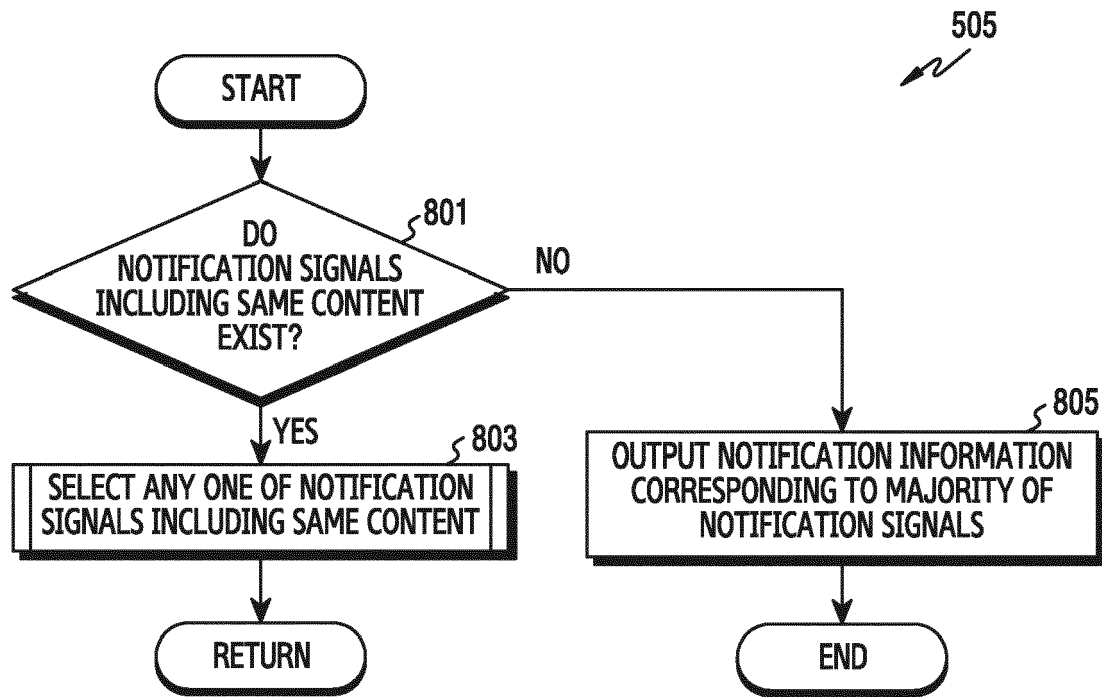 505
START
801
DO
NOTIFICATION SIGNALS
INCLUDING SAME CONTENT
EXIST?
NO
YES
803
SELECT ANY ONE OF NOTIFICATION
SIGNALS INCLUDING SAME CONTENT
805
OUTPUT NOTIFICATION INFORMATION
CORRESPONDING TO MAJORITY OF
NOTIFICATION SIGNALS
RETURN
END